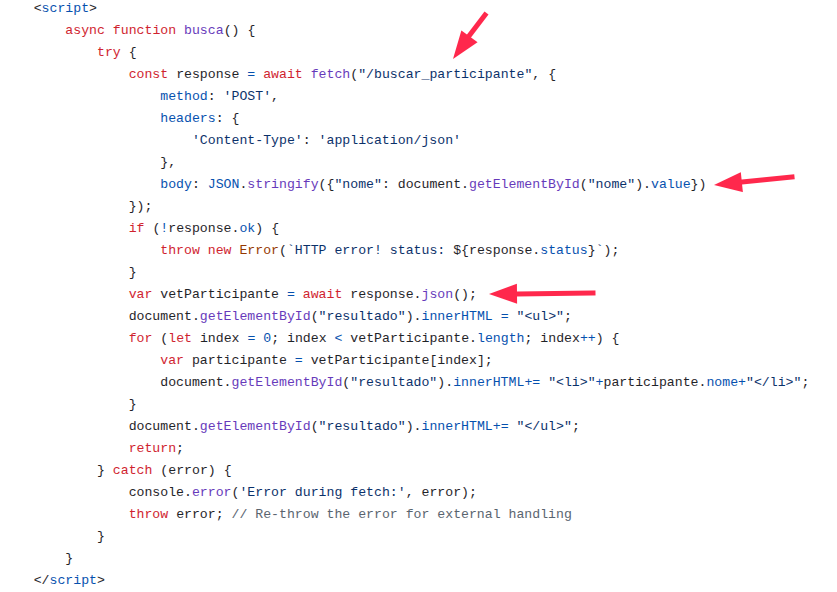 <script>
async function busca() {
try {
const response = await fetch("/buscar_participante", {
method: 'POST',
headers: {
'Content-Type': 'application/json'
},
body: JSON.stringify({"nome": document.getElementById("nome").value})
});
if (!response.ok) {
throw new Error(`HTTP error! status: ${response.status}`);
}
var vetParticipante = await response.json();
document.getElementById("resultado").innerHTML = "<ul>";
for (let index = 0; index < vetParticipante.length; index++) {
var participante = vetParticipante[index];
document.getElementById("resultado").innerHTML+= "<li>"+participante.nome+"</li>";
}
document.getElementById("resultado").innerHTML+= "</ul>";
return;
} catch (error) {
console.error('Error during fetch:', error);
throw error; // Re-throw the error for external handling
}
}
</script>